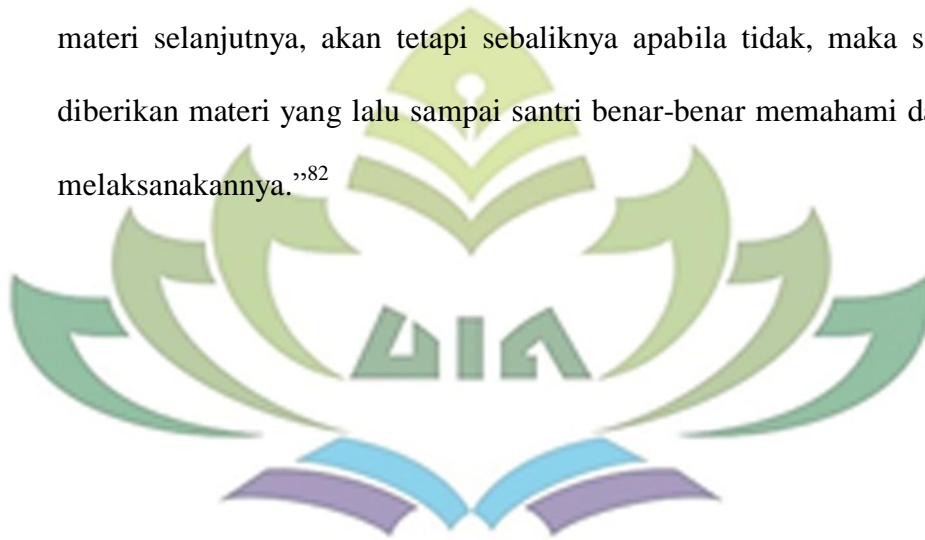 materi selanjutnya, akan tetapi sebaliknya apabila tidak, maka
diberikan materi yang lalu sampai santri benar-benar memahami
melaksanakannya.”⁸²
UIN